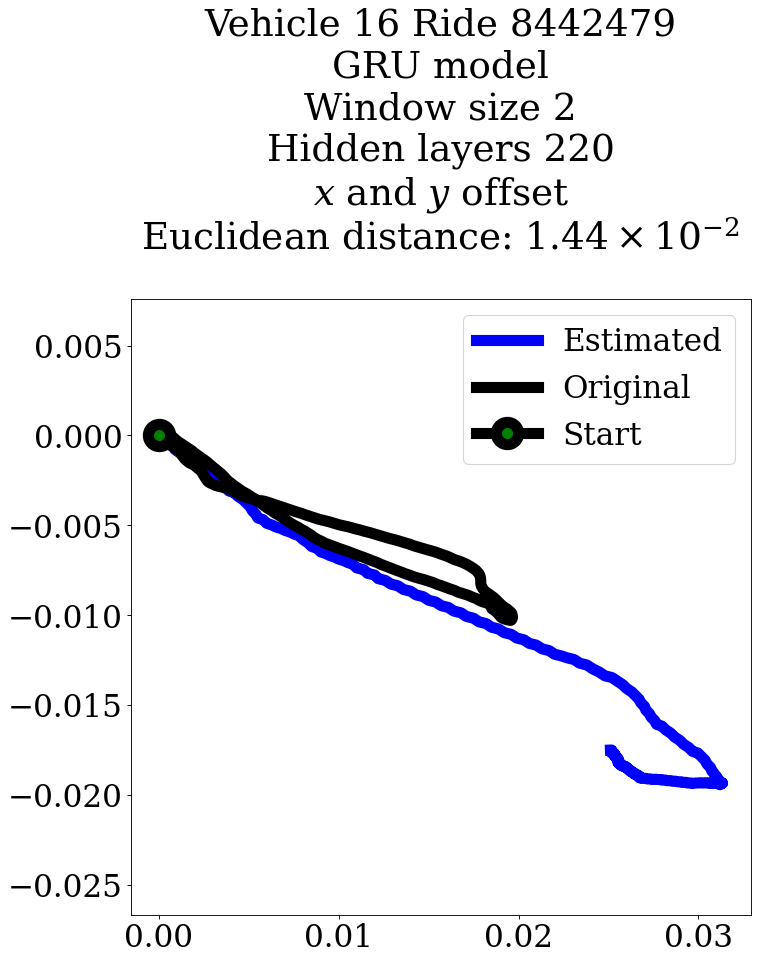 Vehicle 16 Ride 8442479
GRU model
Window size 2
Hidden layers 220
x and y offset
Euclidean distance: 1.44 × 10⁻²
Estimated
Original
Start
0.005
0.000
−0.005
−0.010
−0.015
−0.020
−0.025
0.00 0.01 0.02 0.03